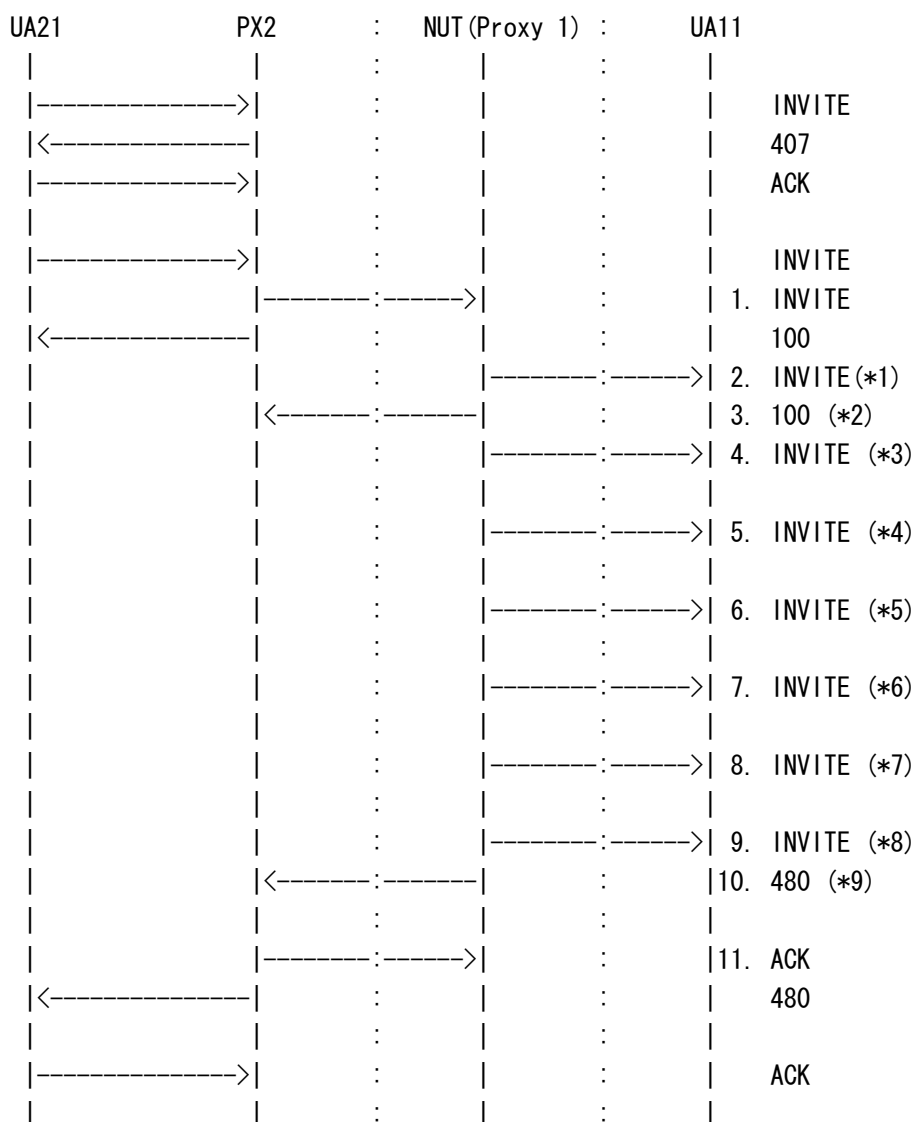 UA21 PX2 : NUT(Proxy 1) : UA11
| | : | : |
|--------------->| : | : | INVITE
|<---------------| : | : | 407
|--------------->| : | : | ACK
| | : | : |
|--------------->| : | : | INVITE
| |--------:------>| : | 1. INVITE
|<---------------| : | : | 100
| | : |--------:------>| 2. INVITE(*1)
| |<-------:-------| : | 3. 100 (*2)
| | : |--------:------>| 4. INVITE (*3)
| | : | : |
| | : |--------:------>| 5. INVITE (*4)
| | : | : |
| | : |--------:------>| 6. INVITE (*5)
| | : | : |
| | : |--------:------>| 7. INVITE (*6)
| | : | : |
| | : |--------:------>| 8. INVITE (*7)
| | : | : |
| | : |--------:------>| 9. INVITE (*8)
| |<-------:-------| : |10. 480 (*9)
| | : | : |
| |--------:------>| : |11. ACK
|<---------------| : | : | 480
| | : | : |
|--------------->| : | : | ACK
| | : | : |